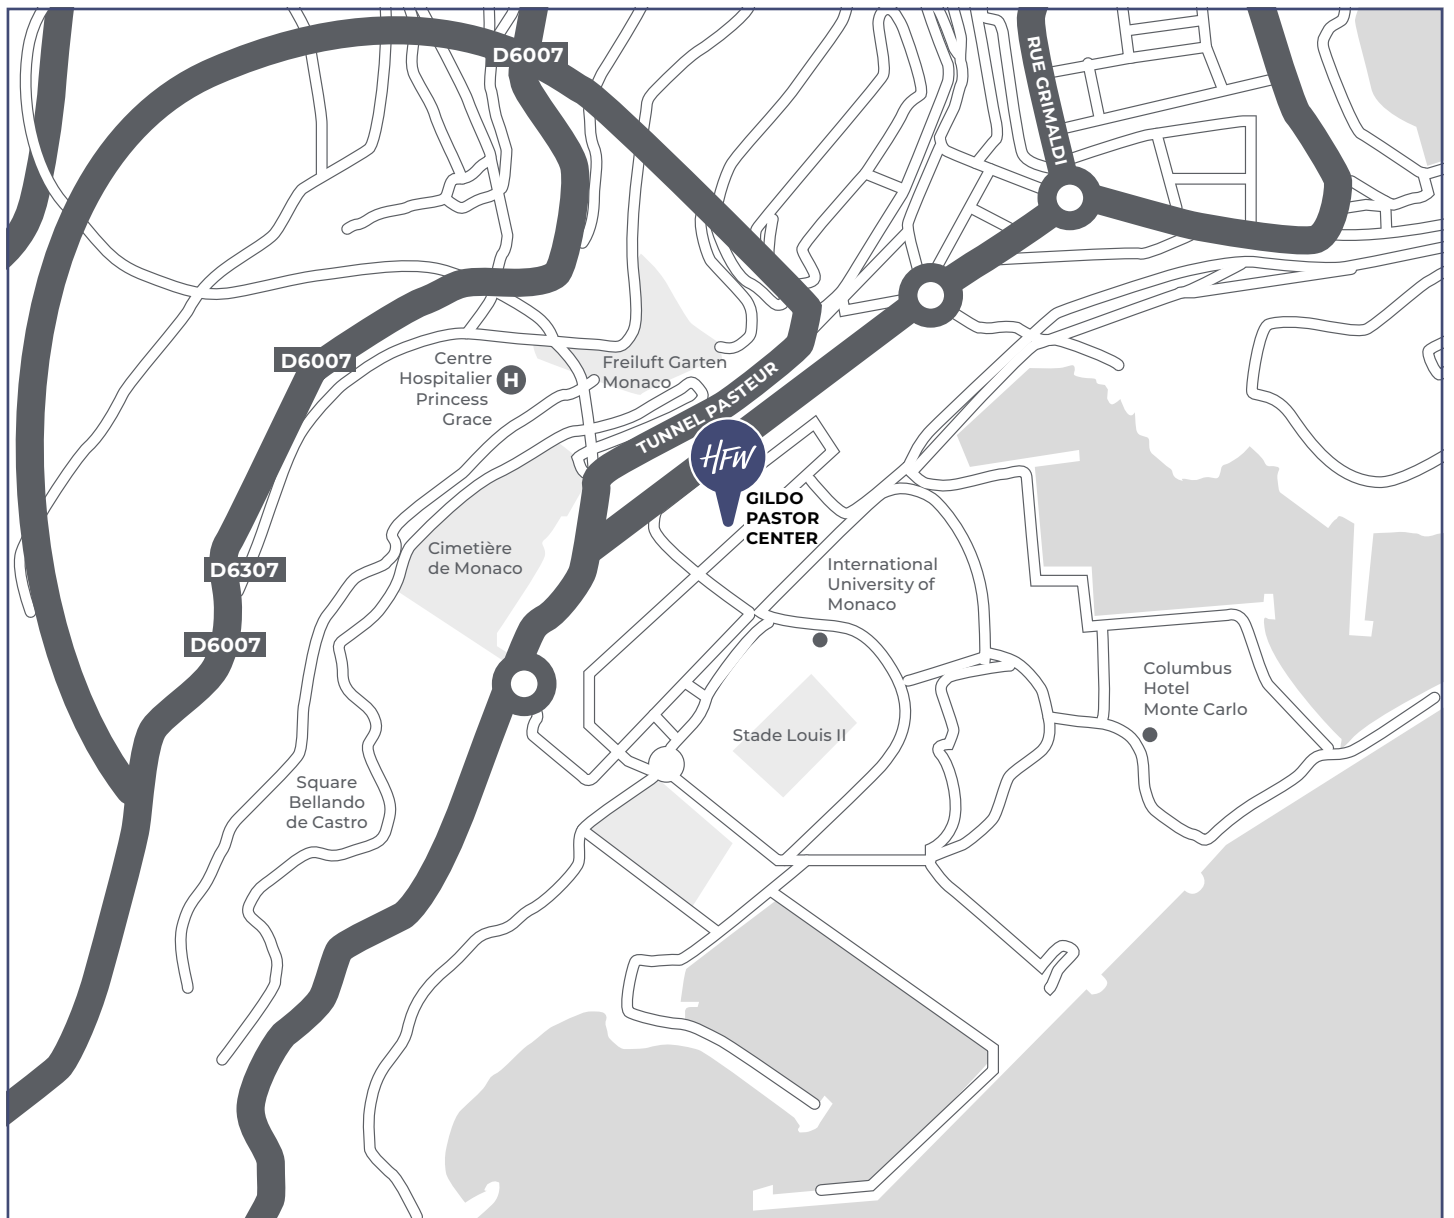 D6007
RUE GRIMALDI
D6007
Centre
Hospitalier
Princess
Grace
H
Freiluft Garten
Monaco
TUNNEL PASTEUR
HFW
GILDO
PASTOR
CENTER
Cimetière
de Monaco
D6307
International
University of
Monaco
D6007
Columbus
Hotel
Monte Carlo
Stade Louis II
Square
Bellando
de Castro